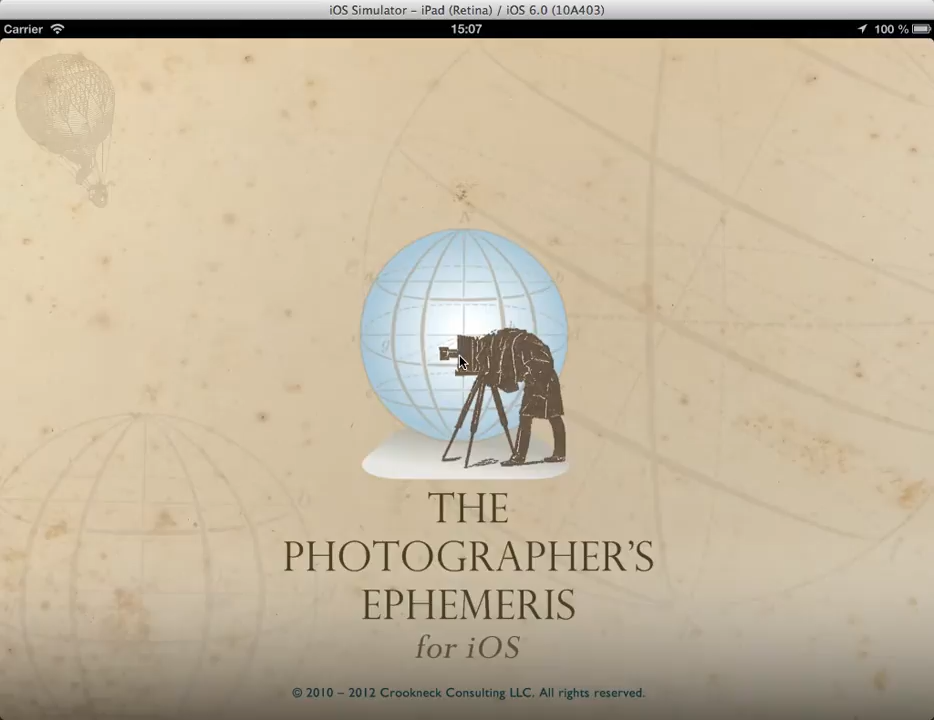 iOS Simulator – iPad (Retina) / iOS 6.0 (10A403)
Carrier 15:07 100 %
THE
PHOTOGRAPHER'S
EPHEMERIS
for iOS
© 2010 – 2012 Crookneck Consulting LLC. All rights reserved.